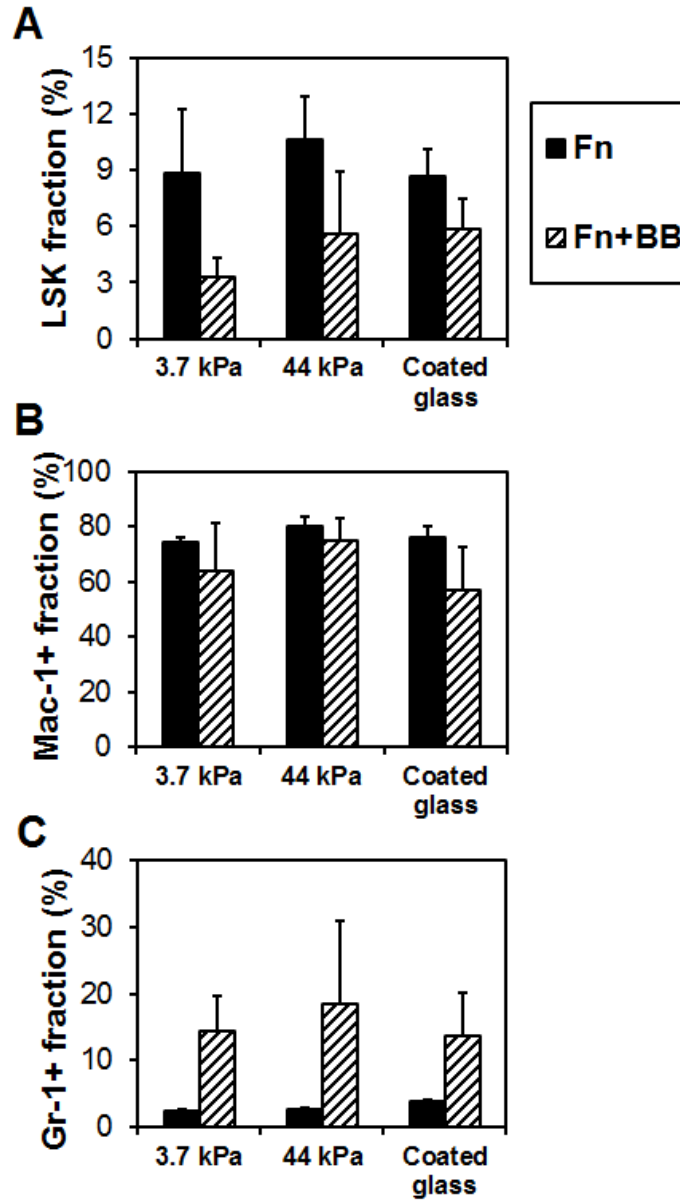 A
LSK fraction (%)
15
12
9
6
3
0
3.7 kPa
44 kPa
Coated
glass
Fn
Fn+BB
B
Mac-1+ fraction (%)
100
80
60
40
20
0
3.7 kPa
44 kPa
Coated
glass
C
Gr-1+ fraction (%)
40
30
20
10
0
3.7 kPa
44 kPa
Coated
glass